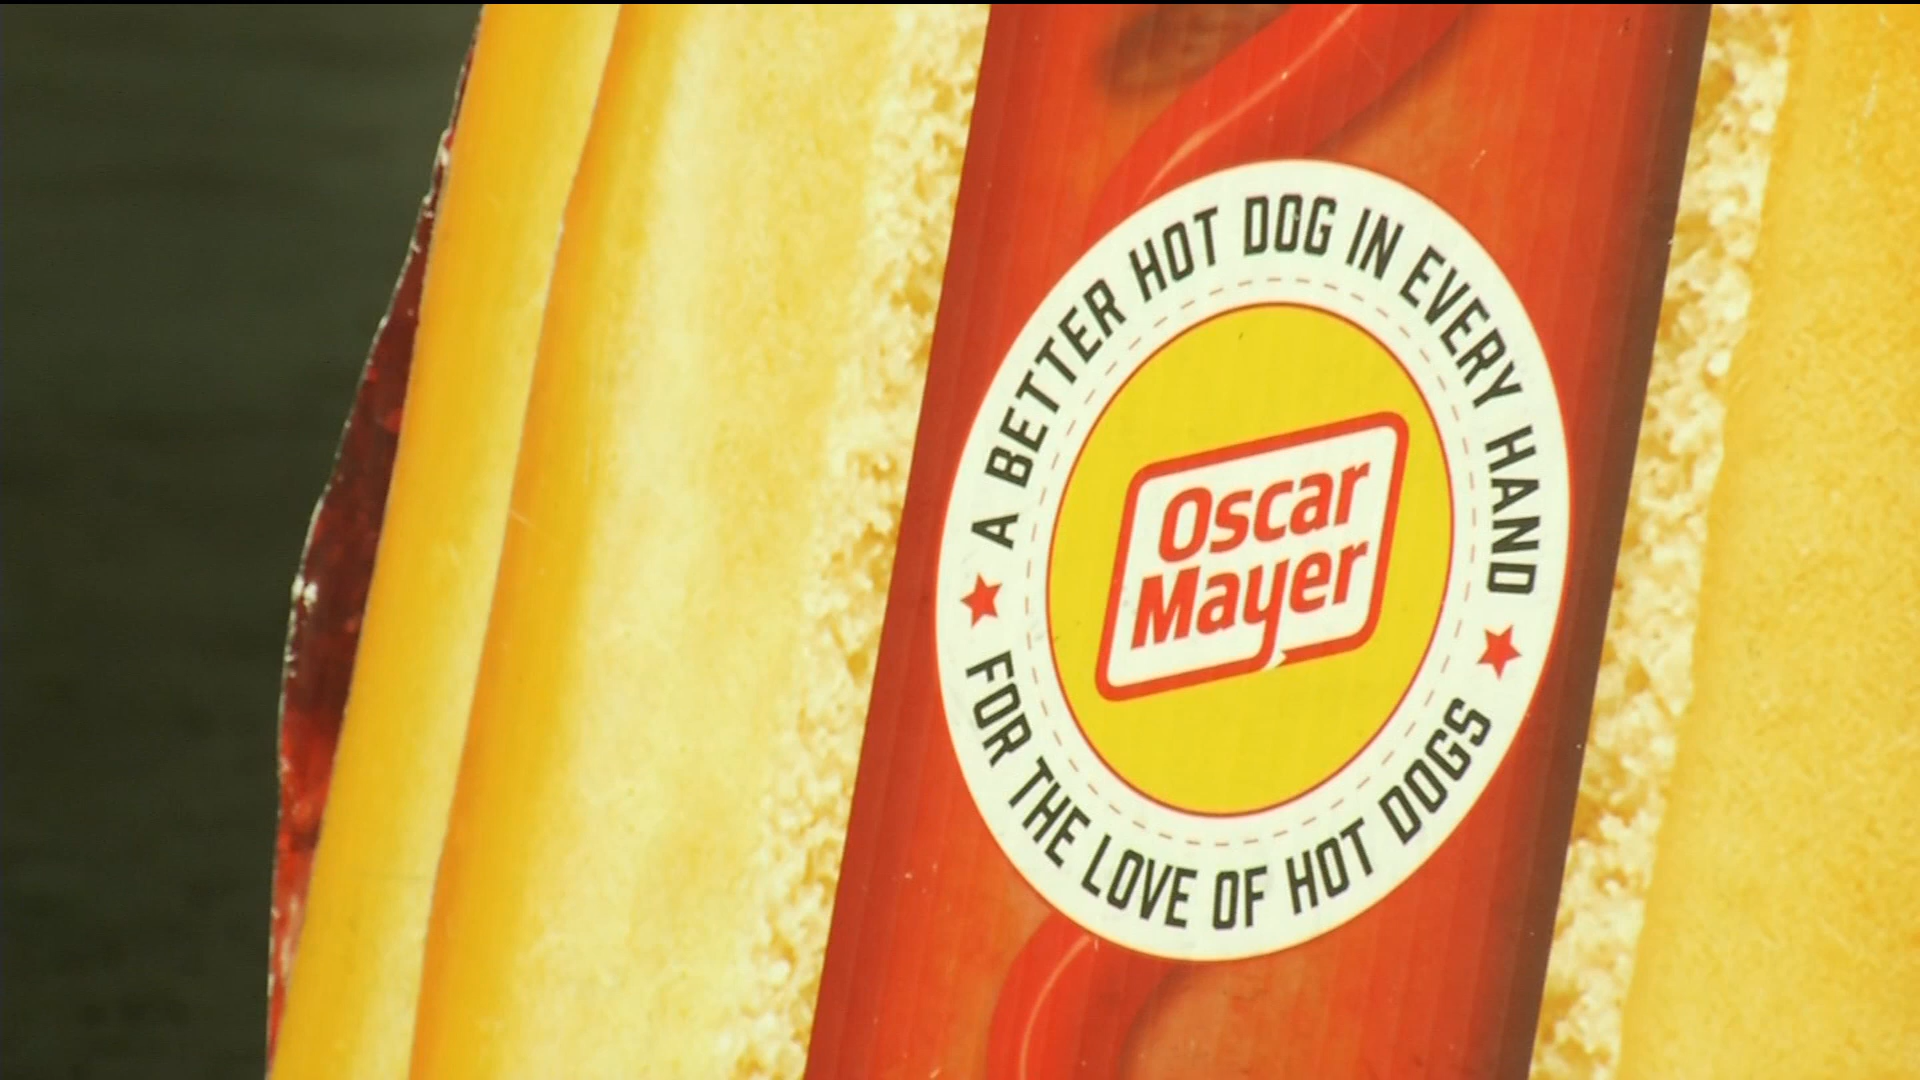 A BETTER HOT DOG IN EVERY HAND
Oscar
Mayer
FOR THE LOVE OF HOT DOGS